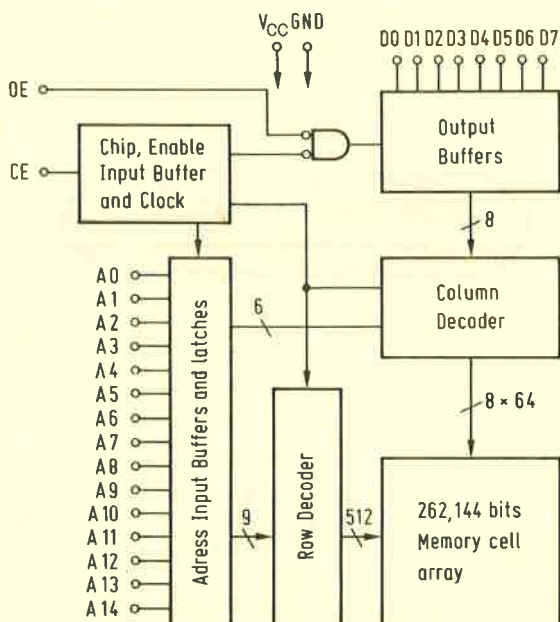 V_CC GND
D0 D1 D2 D3 D4 D5 D6 D7
OE
Chip, Enable
Input Buffer
and Clock
Output
Buffers
CE
8
A0
A1
A2
A3
A4
A5
A6
A7
A8
A9
A10
A11
A12
A13
A14
Adress Input Buffers and latches
6
Column
Decoder
8 × 64
9
Row Decoder
512
262,144 bits
Memory cell
array